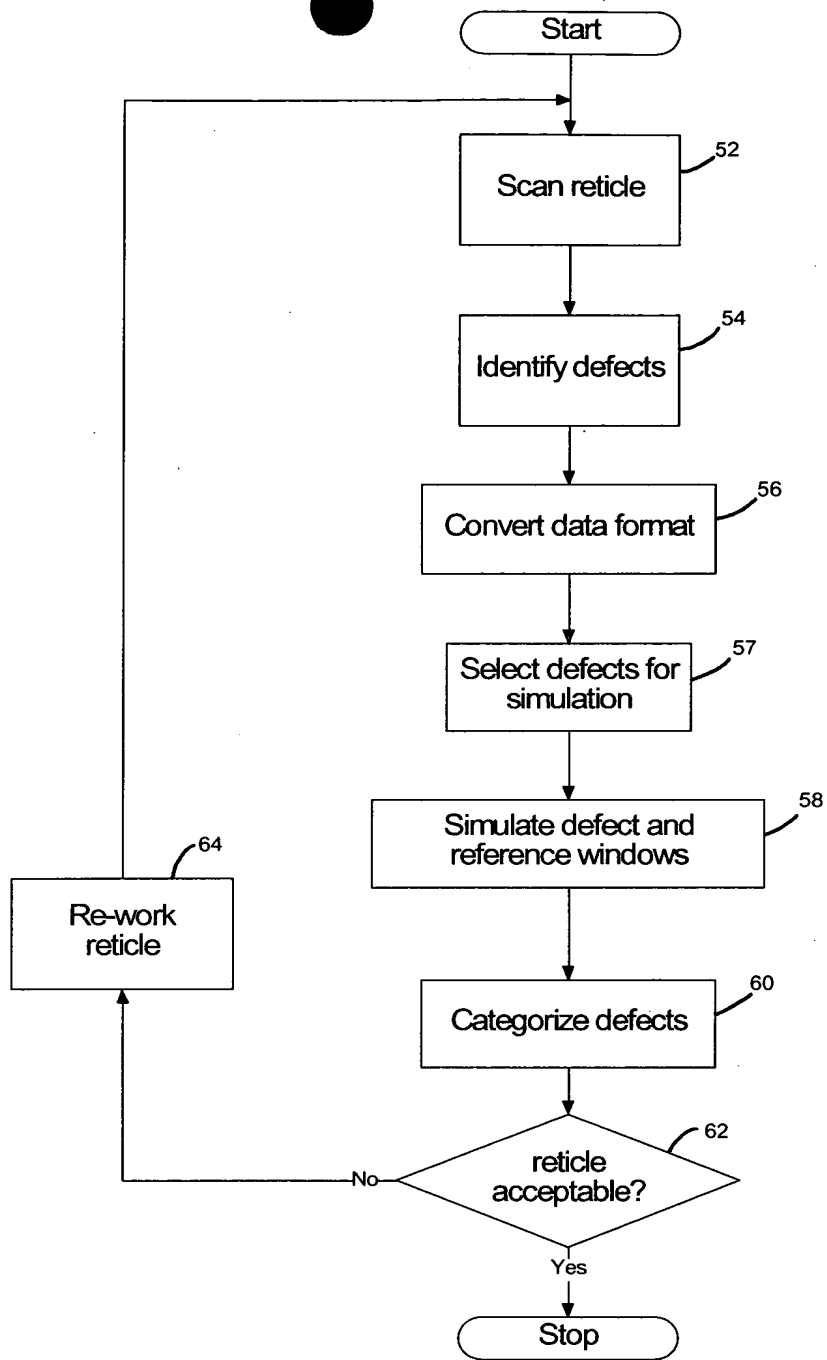 Start
52
Scan reticle
54
Identify defects
56
Convert data format
57
Select defects for
simulation
58
Simulate defect and
reference windows
64
Re-work
reticle
60
Categorize defects
62
reticle
acceptable?
No
Yes
Stop